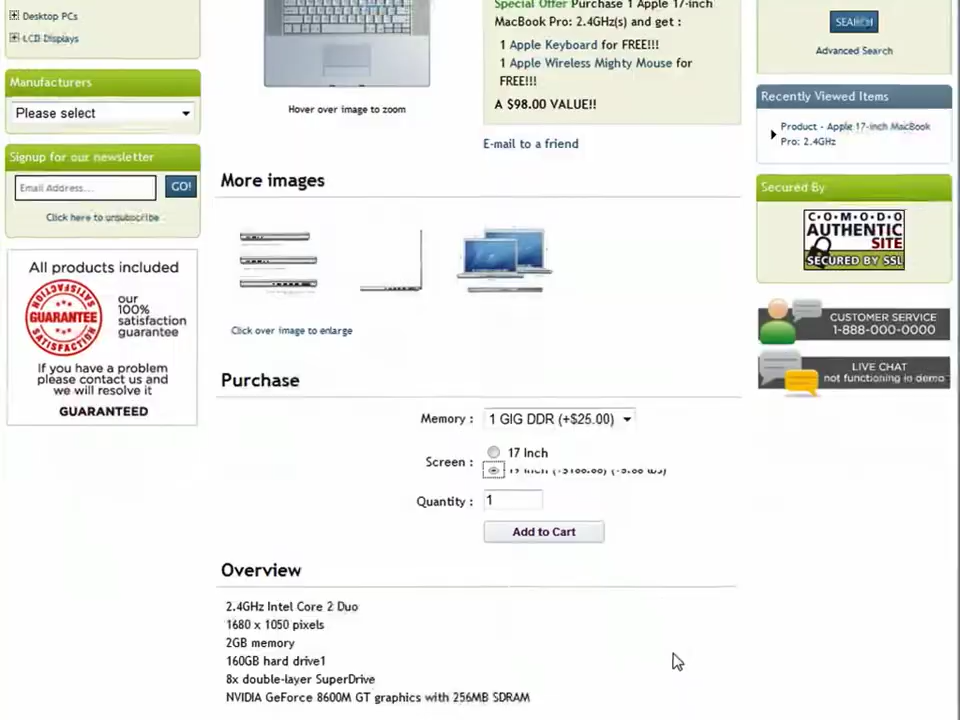 Desktop PCs
LCD Displays
Manufacturers
Please select
Signup for our newsletter
Email Address...
GO!
Click here to unsubscribe
All products included
SATISFACTION
GUARANTEE
SATISFACTION
our
100%
satisfaction
guarantee
If you have a problem
please contact us and
we will resolve it
GUARANTEED
Hover over image to zoom
Special Offer Purchase 1 Apple 17-inch
MacBook Pro: 2.4GHz(s) and get :
1 Apple Keyboard for FREE!!!
1 Apple Wireless Mighty Mouse for
FREE!!!
A $98.00 VALUE!!
E-mail to a friend
More images
Click over image to enlarge
Purchase
Memory : 1 GIG DDR (+$25.00)
Screen :
17 Inch
Quantity : 1
Add to Cart
Overview
2.4GHz Intel Core 2 Duo
1680 x 1050 pixels
2GB memory
160GB hard drive1
8x double-layer SuperDrive
NVIDIA GeForce 8600M GT graphics with 256MB SDRAM
SEARCH
Advanced Search
Recently Viewed Items
Product - Apple 17-inch MacBook
Pro: 2.4GHz
Secured By
C·O·M·O·D·O
AUTHENTIC
SITE
SECURED BY SSL
CUSTOMER SERVICE
1-888-000-0000
LIVE CHAT
not functioning in demo